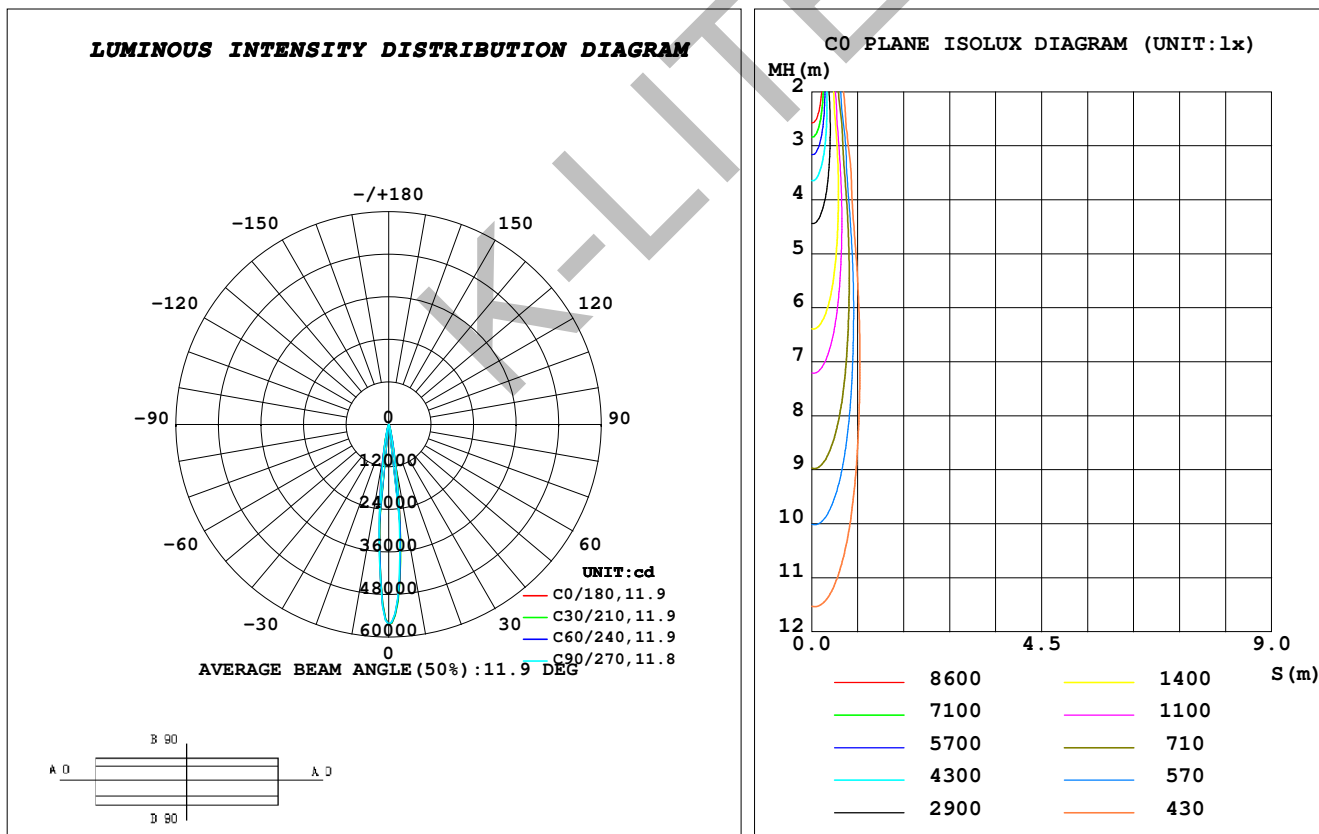 LUMINOUS INTENSITY DISTRIBUTION DIAGRAM
-/+180
-150 150
-120 120
-90 90
-60 60
-30 30
0
0
12000
24000
36000
48000
60000
UNIT:cd
C0/180,11.9
C30/210,11.9
C60/240,11.9
C90/270,11.8
AVERAGE BEAM ANGLE(50%):11.9 DEG
B 90
A 0 A 0
D 90
C0 PLANE ISOLUX DIAGRAM (UNIT:lx)
MH(m)
2
3
4
5
6
7
8
9
10
11
12
0.0 4.5 9.0
S(m)
8600 1400
7100 1100
5700 710
4300 570
2900 430
K-LITE